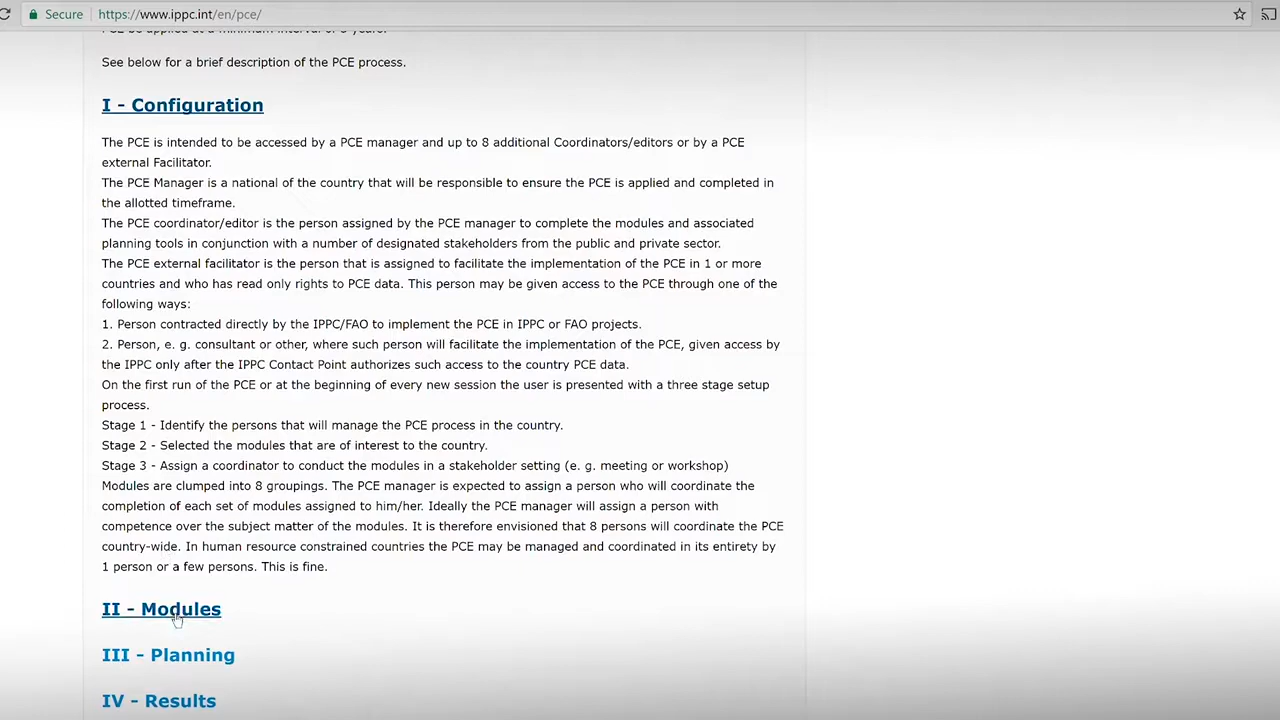 Secure
https://www.ippc.int/en/pce/
PCE be applied at a minimum interval of 3 years.
See below for a brief description of the PCE process.
I - Configuration
The PCE is intended to be accessed by a PCE manager and up to 8 additional Coordinators/editors or by a PCE
external Facilitator.
The PCE Manager is a national of the country that will be responsible to ensure the PCE is applied and completed in
the allotted timeframe.
The PCE coordinator/editor is the person assigned by the PCE manager to complete the modules and associated
planning tools in conjunction with a number of designated stakeholders from the public and private sector.
The PCE external facilitator is the person that is assigned to facilitate the implementation of the PCE in 1 or more
countries and who has read only rights to PCE data. This person may be given access to the PCE through one of the
following ways:
1. Person contracted directly by the IPPC/FAO to implement the PCE in IPPC or FAO projects.
2. Person, e. g. consultant or other, where such person will facilitate the implementation of the PCE, given access by
the IPPC only after the IPPC Contact Point authorizes such access to the country PCE data.
On the first run of the PCE or at the beginning of every new session the user is presented with a three stage setup
process.
Stage 1 - Identify the persons that will manage the PCE process in the country.
Stage 2 - Selected the modules that are of interest to the country.
Stage 3 - Assign a coordinator to conduct the modules in a stakeholder setting (e. g. meeting or workshop)
Modules are clumped into 8 groupings. The PCE manager is expected to assign a person who will coordinate the
completion of each set of modules assigned to him/her. Ideally the PCE manager will assign a person with
competence over the subject matter of the modules. It is therefore envisioned that 8 persons will coordinate the PCE
country-wide. In human resource constrained countries the PCE may be managed and coordinated in its entirety by
1 person or a few persons. This is fine.
II - Modules
III - Planning
IV - Results